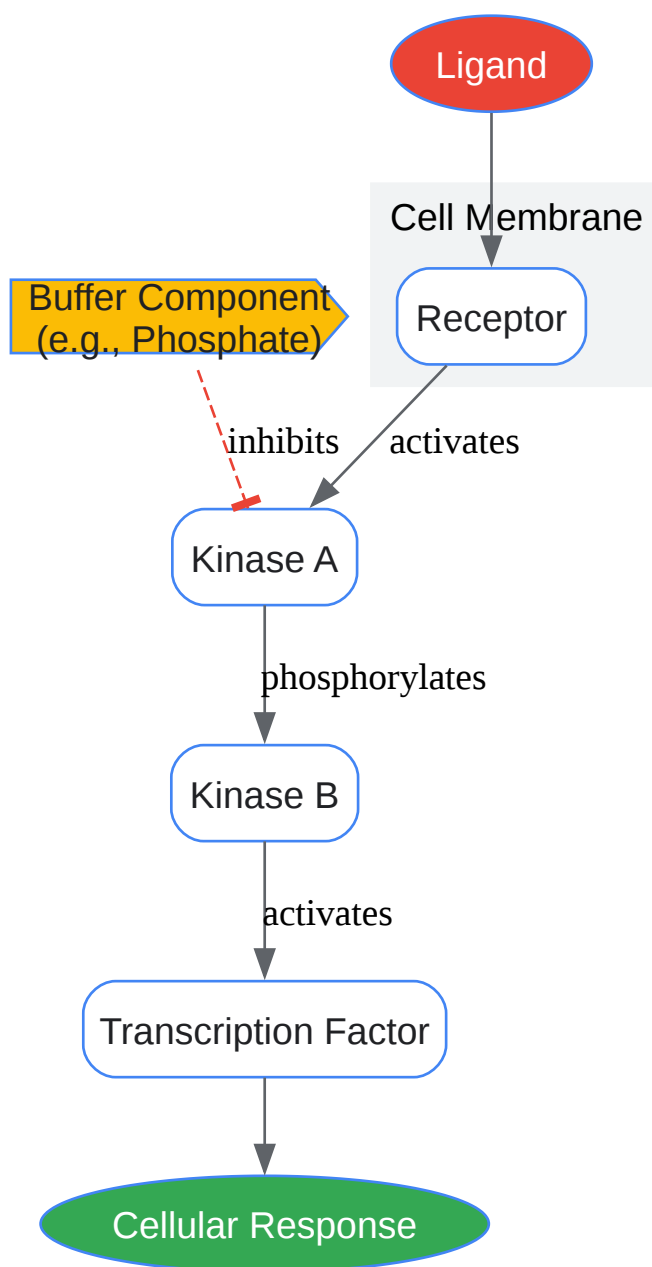 Ligand
Cell Membrane
Receptor
Buffer Component
(e.g., Phosphate)
inhibits
activates
Kinase A
phosphorylates
Kinase B
activates
Transcription Factor
Cellular Response